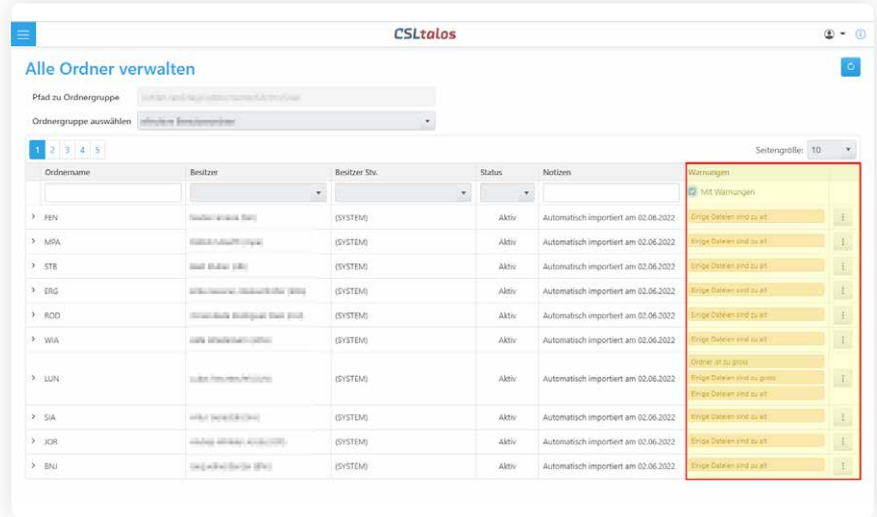 CSLtalos
Alle Ordner verwalten
Pfad zu Ordnergruppe
Ordnergruppe auswählen
1 2 3 4 5 Seitengröße: 10
Ordnername Besitzer Besitzer Stv. Status Notizen Warnungen
Mit Warnungen
FEN (SYSTEM) Aktiv Automatisch importiert am 02.06.2022 Einige Dateien sind zu alt
MPA (SYSTEM) Aktiv Automatisch importiert am 02.06.2022 Einige Dateien sind zu alt
STB (SYSTEM) Aktiv Automatisch importiert am 02.06.2022 Einige Dateien sind zu alt
ERG (SYSTEM) Aktiv Automatisch importiert am 02.06.2022 Einige Dateien sind zu alt
ROD (SYSTEM) Aktiv Automatisch importiert am 02.06.2022 Einige Dateien sind zu alt
WIA (SYSTEM) Aktiv Automatisch importiert am 02.06.2022 Einige Dateien sind zu alt
Ordner ist zu gross
LUN (SYSTEM) Aktiv Automatisch importiert am 02.06.2022 Einige Dateien sind zu gross
Einige Dateien sind zu alt
SIA (SYSTEM) Aktiv Automatisch importiert am 02.06.2022 Einige Dateien sind zu alt
JOR (SYSTEM) Aktiv Automatisch importiert am 02.06.2022 Einige Dateien sind zu alt
BNJ (SYSTEM) Aktiv Automatisch importiert am 02.06.2022 Einige Dateien sind zu alt